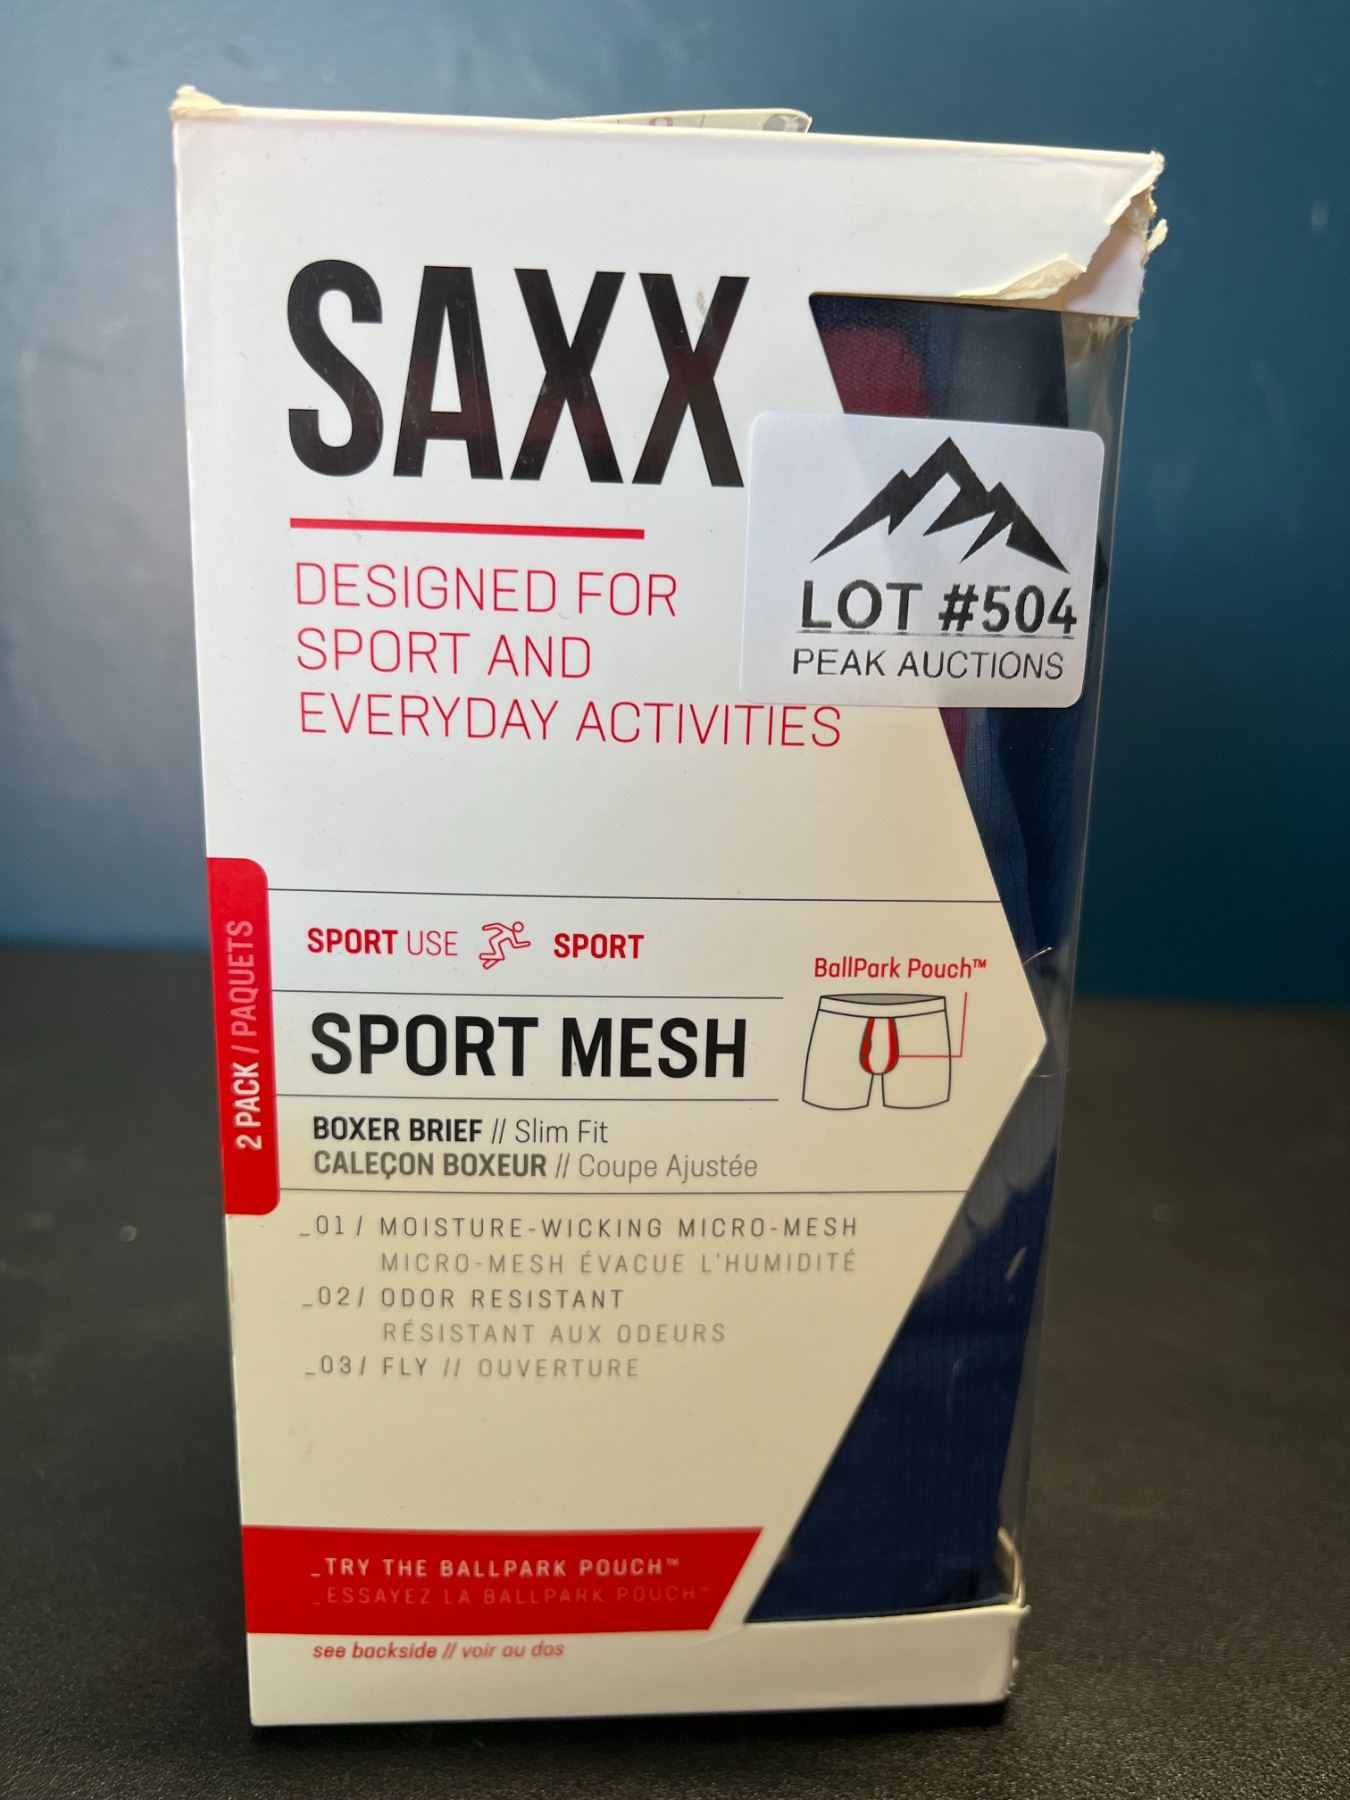 SAXX
DESIGNED FOR
SPORT AND
EVERYDAY ACTIVITIES
LOT #504
PEAK AUCTIONS
2 PACK / PAQUETS
SPORT USE SPORT
BallPark Pouch™
SPORT MESH
BOXER BRIEF // Slim Fit
CALEÇON BOXEUR // Coupe Ajustée
_01/ MOISTURE-WICKING MICRO-MESH
MICRO-MESH ÉVACUE L'HUMIDITÉ
_02/ ODOR RESISTANT
RÉSISTANT AUX ODEURS
_03/ FLY // OUVERTURE
_TRY THE BALLPARK POUCH™
_ESSAYEZ LA BALLPARK POUCH™
see backside // voir au dos